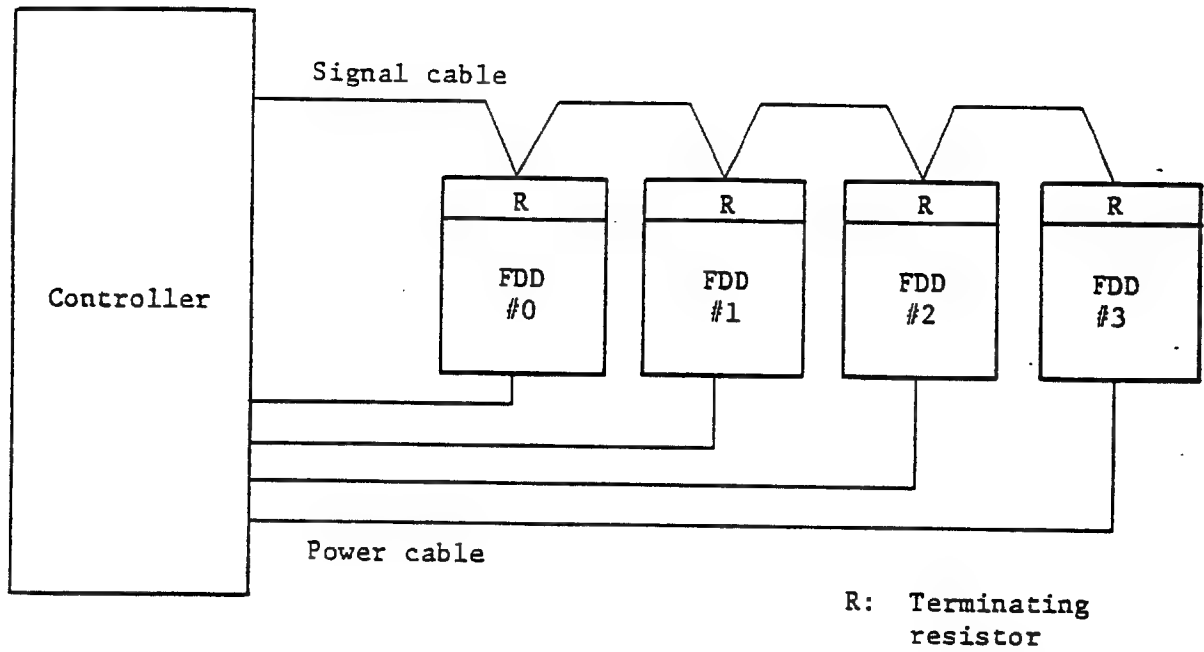 Signal cable
R
R
R
R
FDD
#0
FDD
#1
FDD
#2
FDD
#3
Controller
Power cable
R: Terminating
resistor